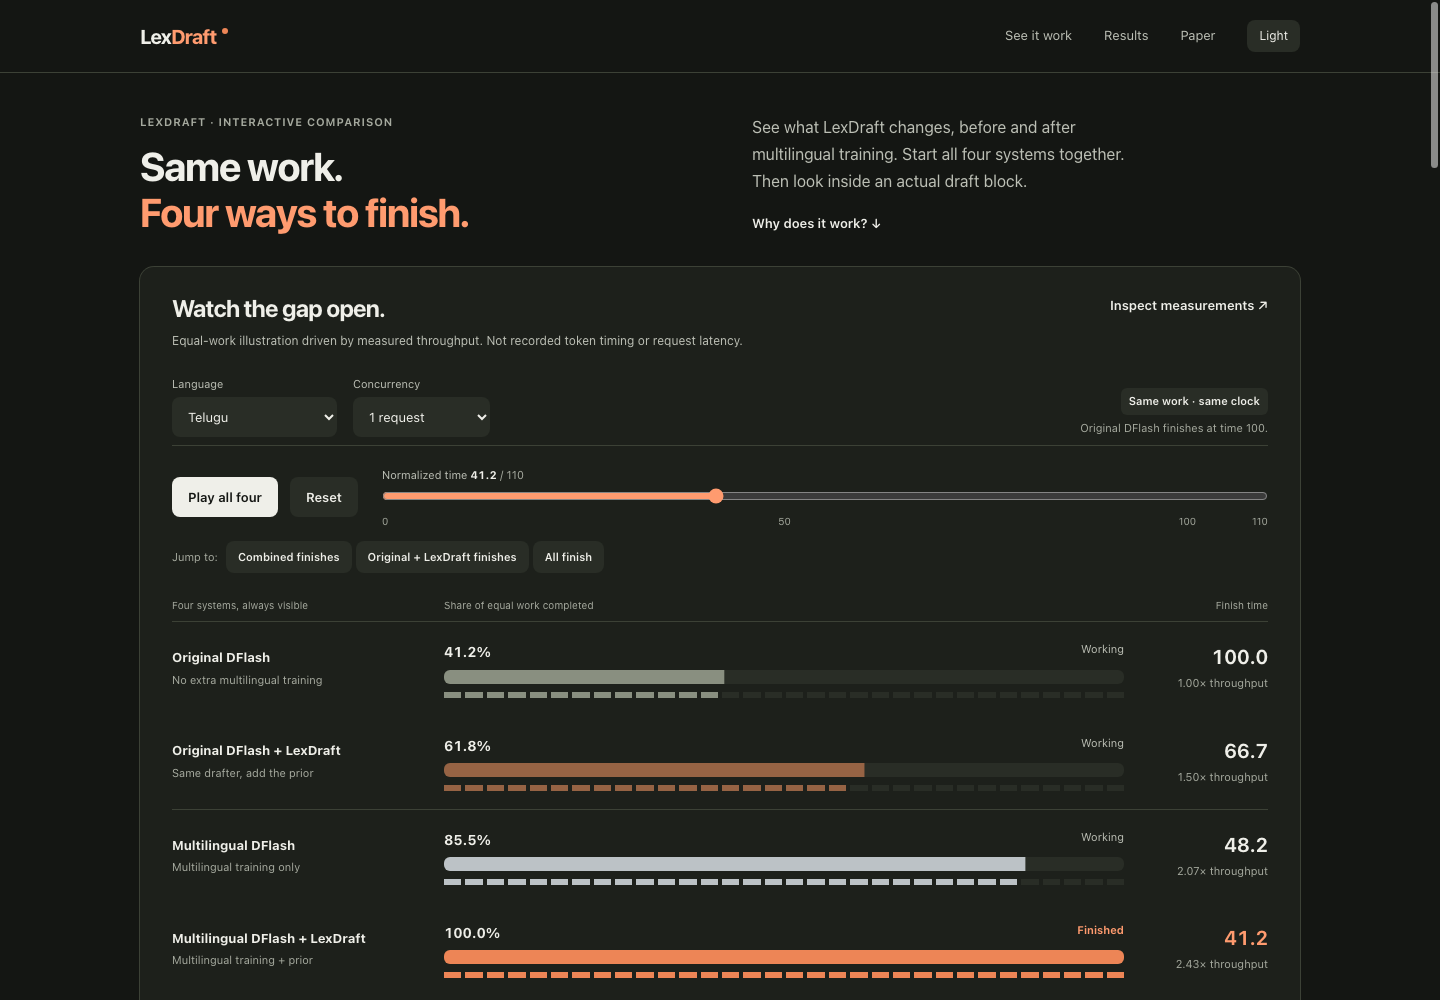 LexDraft
See it work
Results
Paper
Light
LEXDRAFT · INTERACTIVE COMPARISON
Same work.
Four ways to finish.
See what LexDraft changes, before and after
multilingual training. Start all four systems together.
Then look inside an actual draft block.
Why does it work? ↓
Watch the gap open.
Inspect measurements ↗
Equal-work illustration driven by measured throughput. Not recorded token timing or request latency.
Language
Concurrency
Telugu
1 request
Same work · same clock
Original DFlash finishes at time 100.
Play all four
Reset
Normalized time 41.2 / 110
0
50
100
110
Jump to:
Combined finishes
Original + LexDraft finishes
All finish
Four systems, always visible
Share of equal work completed
Finish time
Original DFlash
No extra multilingual training
41.2%
Working
100.0
1.00× throughput
Original DFlash + LexDraft
Same drafter, add the prior
61.8%
Working
66.7
1.50× throughput
Multilingual DFlash
Multilingual training only
85.5%
Working
48.2
2.07× throughput
Multilingual DFlash + LexDraft
Multilingual training + prior
100.0%
Finished
41.2
2.43× throughput